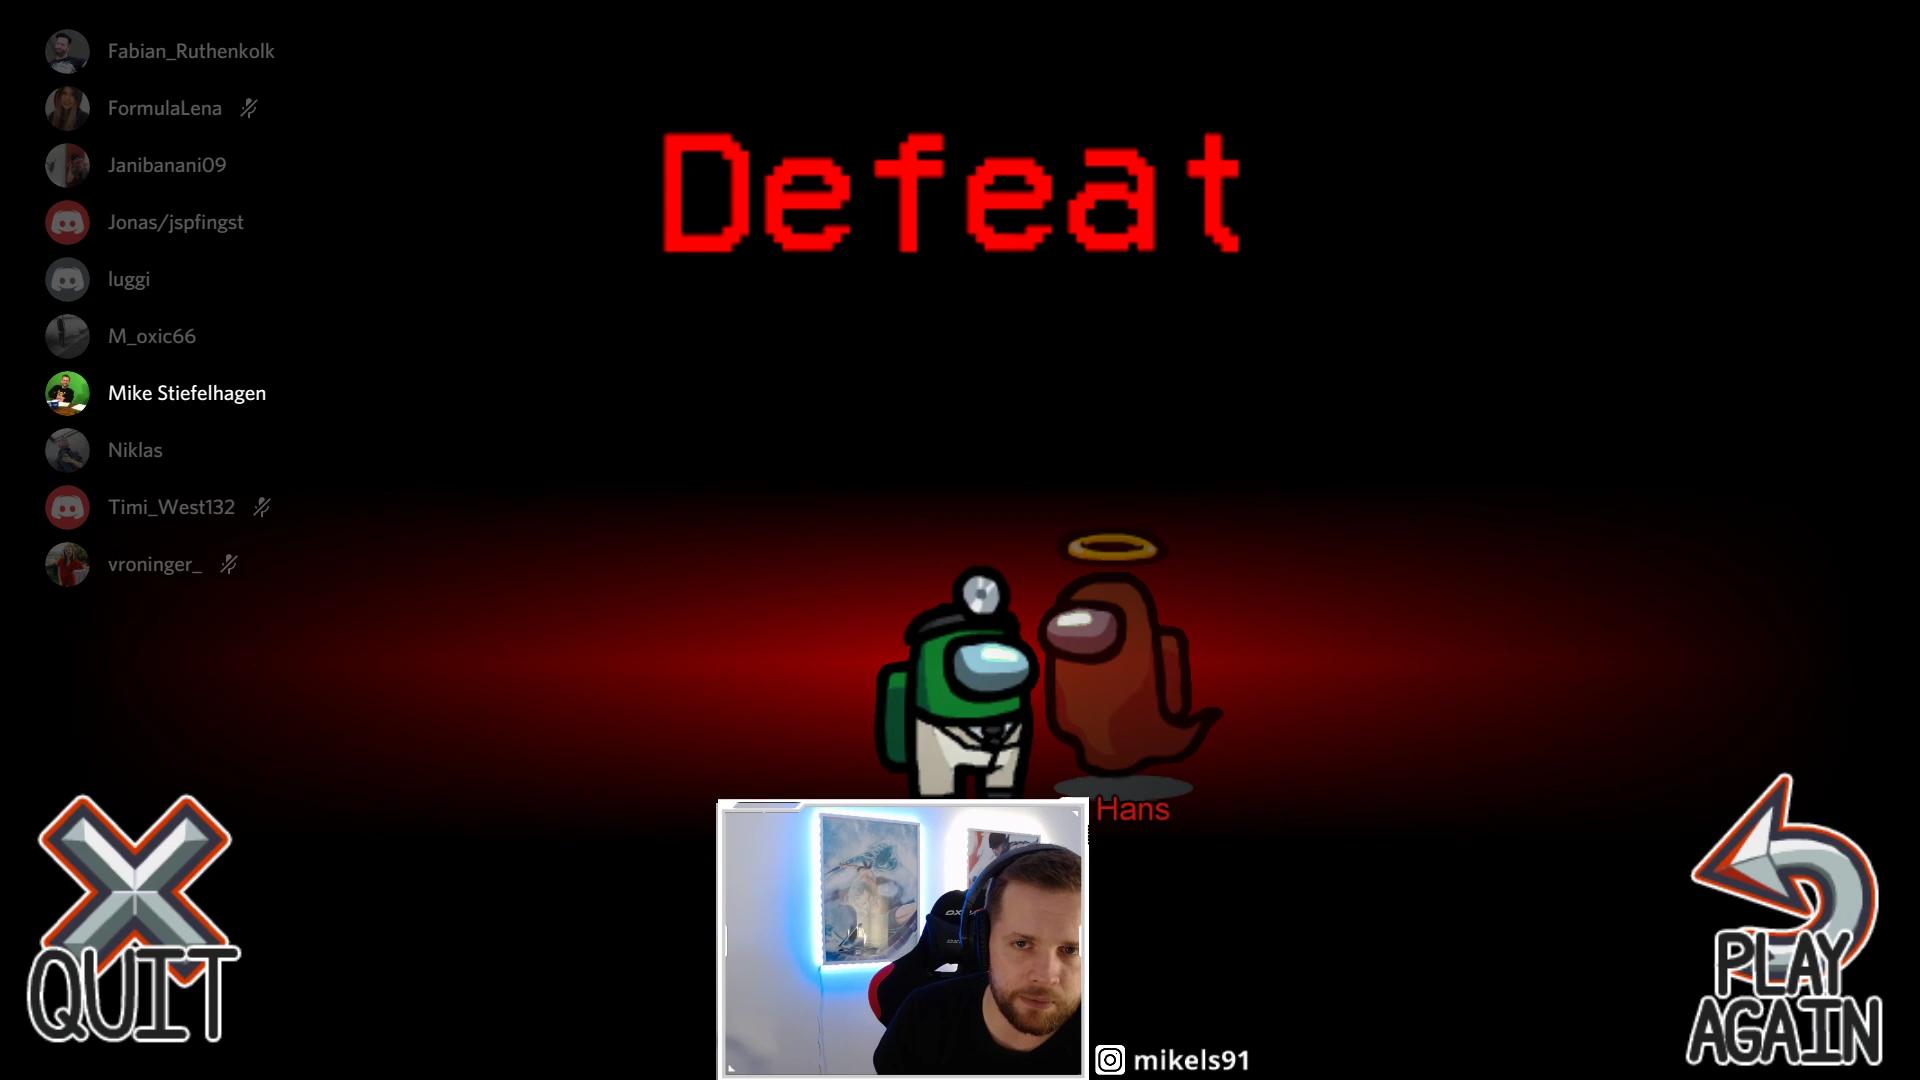 Fabian_Ruthenkolk
FormulaLena
Janibanani09
Jonas/jspfingst
luggi
M_oxic66
Mike Stiefelhagen
Niklas
Timi_West132
vroninger_
Defeat
Hans
QUIT
PLAY
AGAIN
mikels91